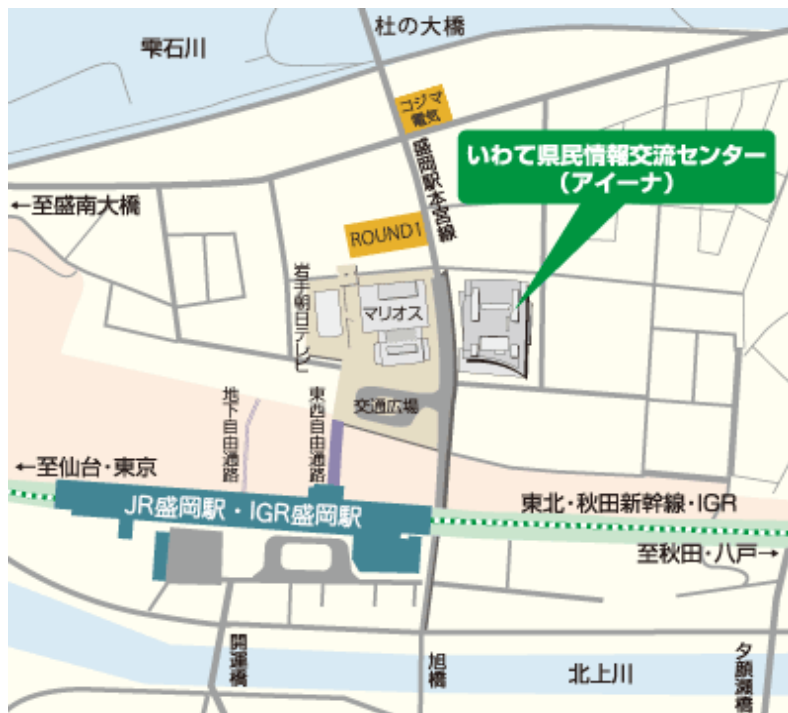 雫石川
杜の大橋
コジマ
電気
いわて県民情報交流センター
（アイーナ）
盛岡駅本宮線
←至盛南大橋
ROUND1
岩手朝日テレビ
マリオス
交通広場
地下自由通路
東西自由通路
←至仙台・東京
JR盛岡駅・IGR盛岡駅
東北・秋田新幹線・IGR
至秋田・八戸→
開運橋
旭橋
北上川
夕顔瀬橋